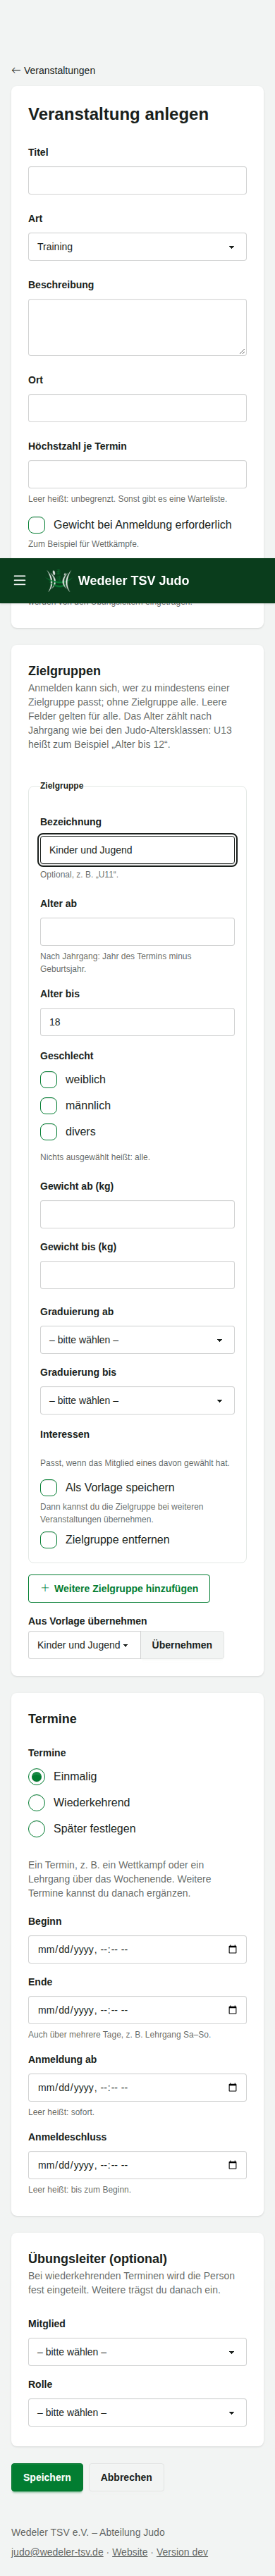 ← Veranstaltungen
Veranstaltung anlegen
Titel
Art
Training
Beschreibung
Ort
Höchstzahl je Termin
Leer heißt: unbegrenzt. Sonst gibt es eine Warteliste.
Gewicht bei Anmeldung erforderlich
Zum Beispiel für Wettkämpfe.
Wedeler TSV Judo
Zielgruppen
Anmelden kann sich, wer zu mindestens einer
Zielgruppe passt; ohne Zielgruppe alle. Leere
Felder gelten für alle. Das Alter zählt nach
Jahrgang wie bei den Judo-Altersklassen: U13
heißt zum Beispiel „Alter bis 12“.
Zielgruppe
Bezeichnung
Kinder und Jugend
Optional, z. B. „U11“.
Alter ab
Nach Jahrgang: Jahr des Termins minus
Geburtsjahr.
Alter bis
18
Geschlecht
weiblich
männlich
divers
Nichts ausgewählt heißt: alle.
Gewicht ab (kg)
Gewicht bis (kg)
Graduierung ab
– bitte wählen –
Graduierung bis
– bitte wählen –
Interessen
Passt, wenn das Mitglied eines davon gewählt hat.
Als Vorlage speichern
Dann kannst du die Zielgruppe bei weiteren
Veranstaltungen übernehmen.
Zielgruppe entfernen
+ Weitere Zielgruppe hinzufügen
Aus Vorlage übernehmen
Kinder und Jugend
Übernehmen
Termine
Termine
Einmalig
Wiederkehrend
Später festlegen
Ein Termin, z. B. ein Wettkampf oder ein
Lehrgang über das Wochenende. Weitere
Termine kannst du danach ergänzen.
Beginn
mm/dd/yyyy, --:-- --
Ende
mm/dd/yyyy, --:-- --
Auch über mehrere Tage, z. B. Lehrgang Sa–So.
Anmeldung ab
mm/dd/yyyy, --:-- --
Leer heißt: sofort.
Anmeldeschluss
mm/dd/yyyy, --:-- --
Leer heißt: bis zum Beginn.
Übungsleiter (optional)
Bei wiederkehrenden Terminen wird die Person
fest eingeteilt. Weitere trägst du danach ein.
Mitglied
– bitte wählen –
Rolle
– bitte wählen –
Speichern
Abbrechen
Wedeler TSV e.V. – Abteilung Judo
judo@wedeler-tsv.de · Website · Version dev